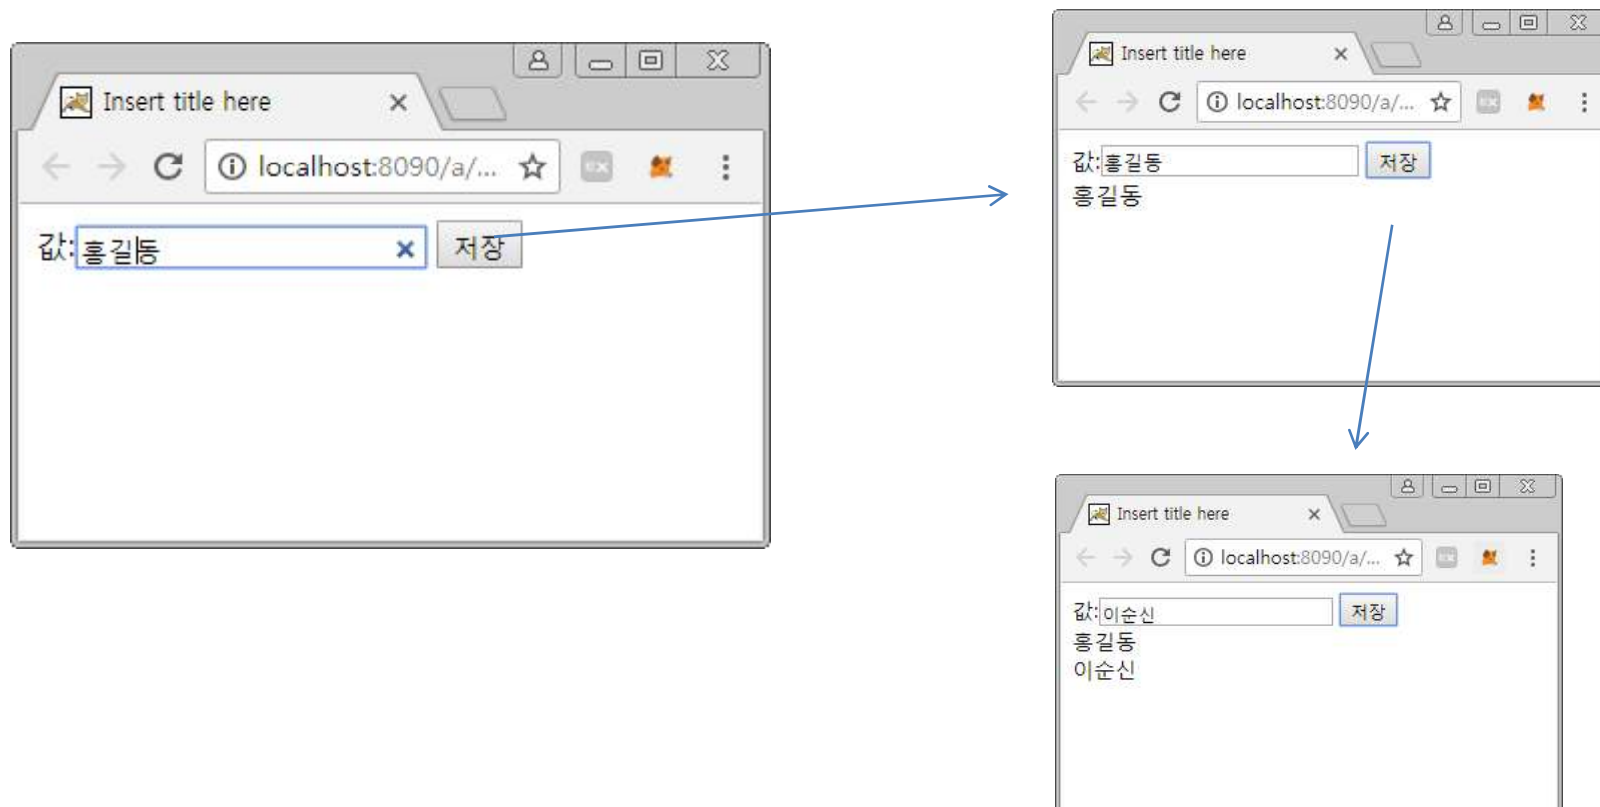 Insert title here
localhost:8090/a/...
값:홍길동 저장
Insert title here
localhost:8090/a/...
값:홍길동 저장
홍길동
Insert title here
localhost:8090/a/...
값:이순신 저장
홍길동
이순신